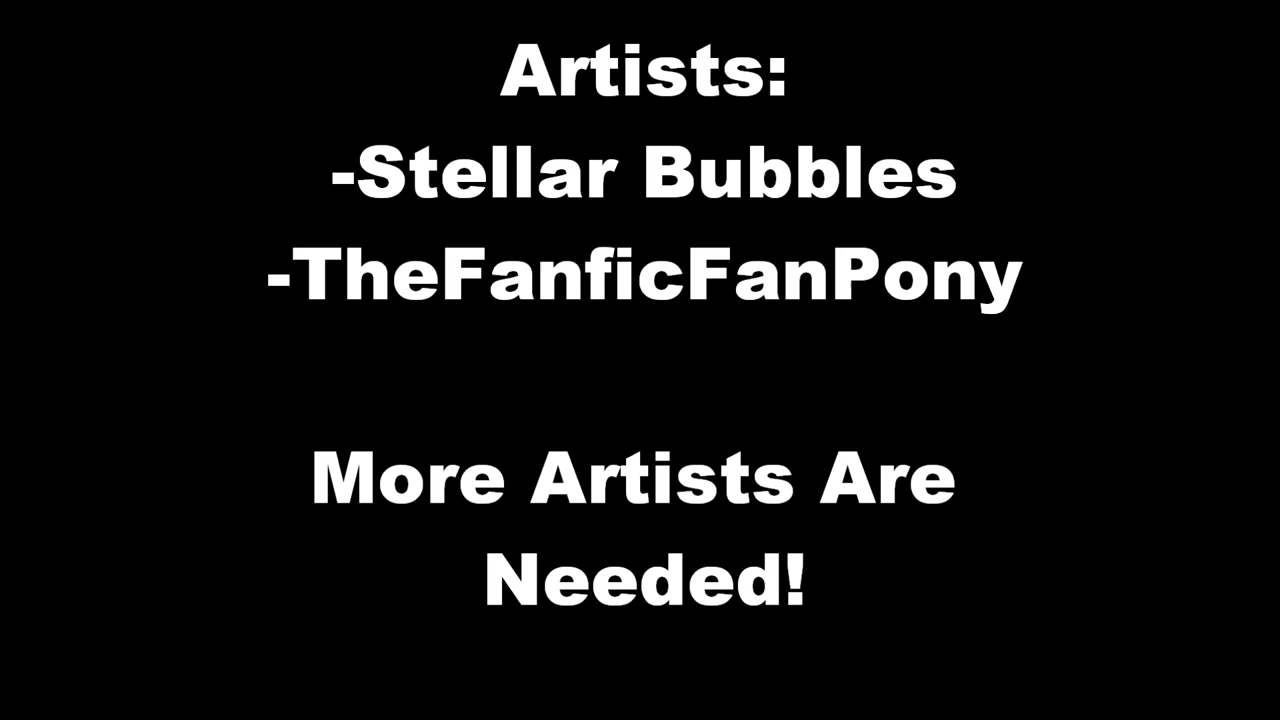 Artists:
-Stellar Bubbles
-TheFanficFanPony
More Artists Are
Needed!